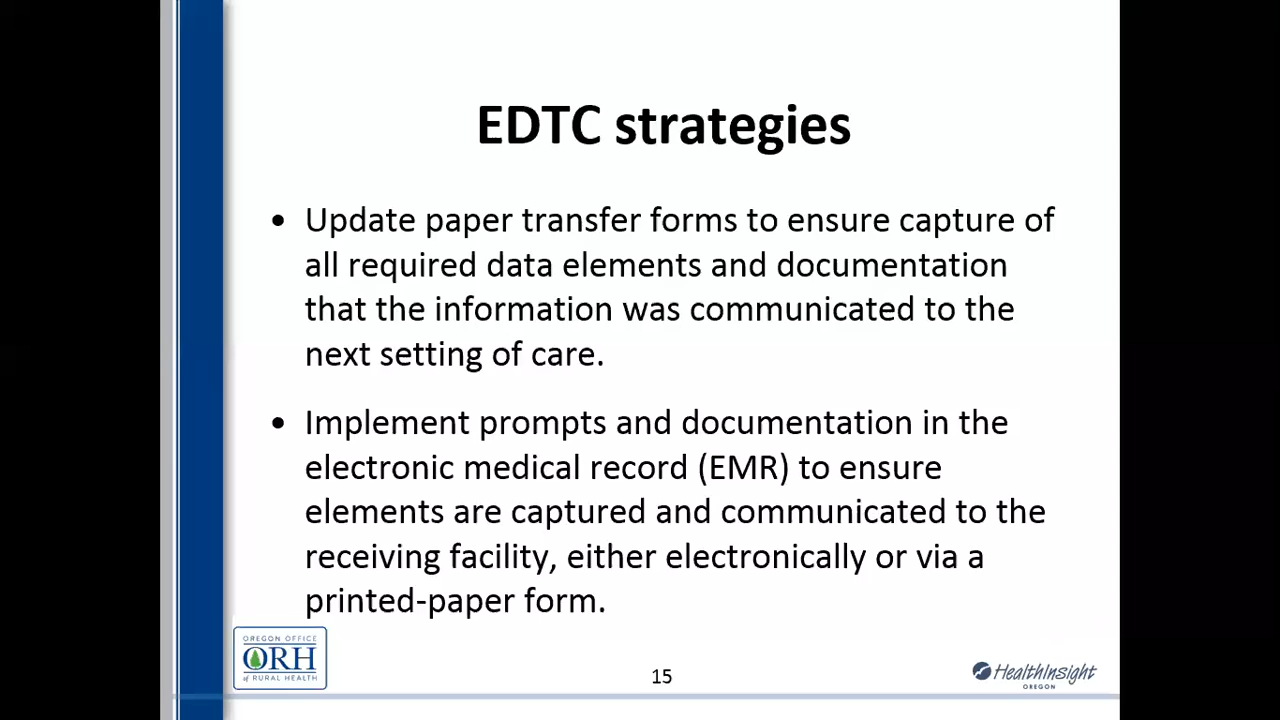 EDTC strategies
• Update paper transfer forms to ensure capture of
all required data elements and documentation
that the information was communicated to the
next setting of care.
• Implement prompts and documentation in the
electronic medical record (EMR) to ensure
elements are captured and communicated to the
receiving facility, either electronically or via a
printed-paper form.
OREGON OFFICE
ORH
of RURAL HEALTH
15
HealthInsight
OREGON